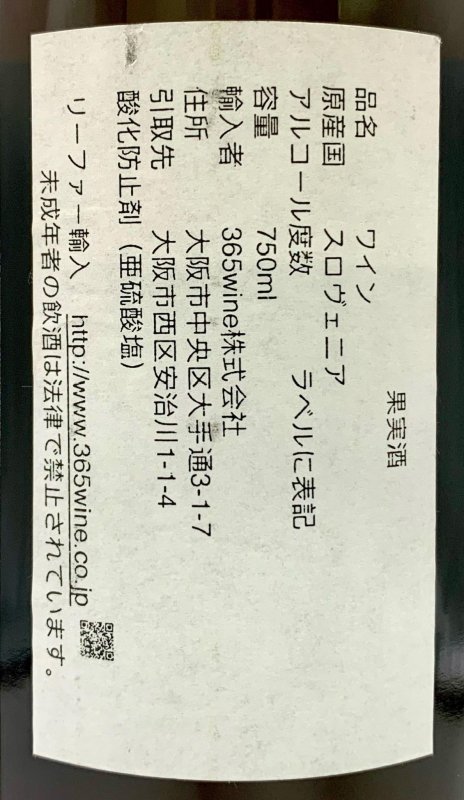 果実酒
品名 ワイン
原産国 スロヴェニア
アルコール度数 ラベルに表記
容量 750ml
輸入者 365wine株式会社
住所 大阪市中央区大手通3-1-7
引取先 大阪市西区安治川1-1-4
酸化防止剤（亜硫酸塩）
リーファー輸入 http://www.365wine.co.jp
未成年者の飲酒は法律で禁止されています。